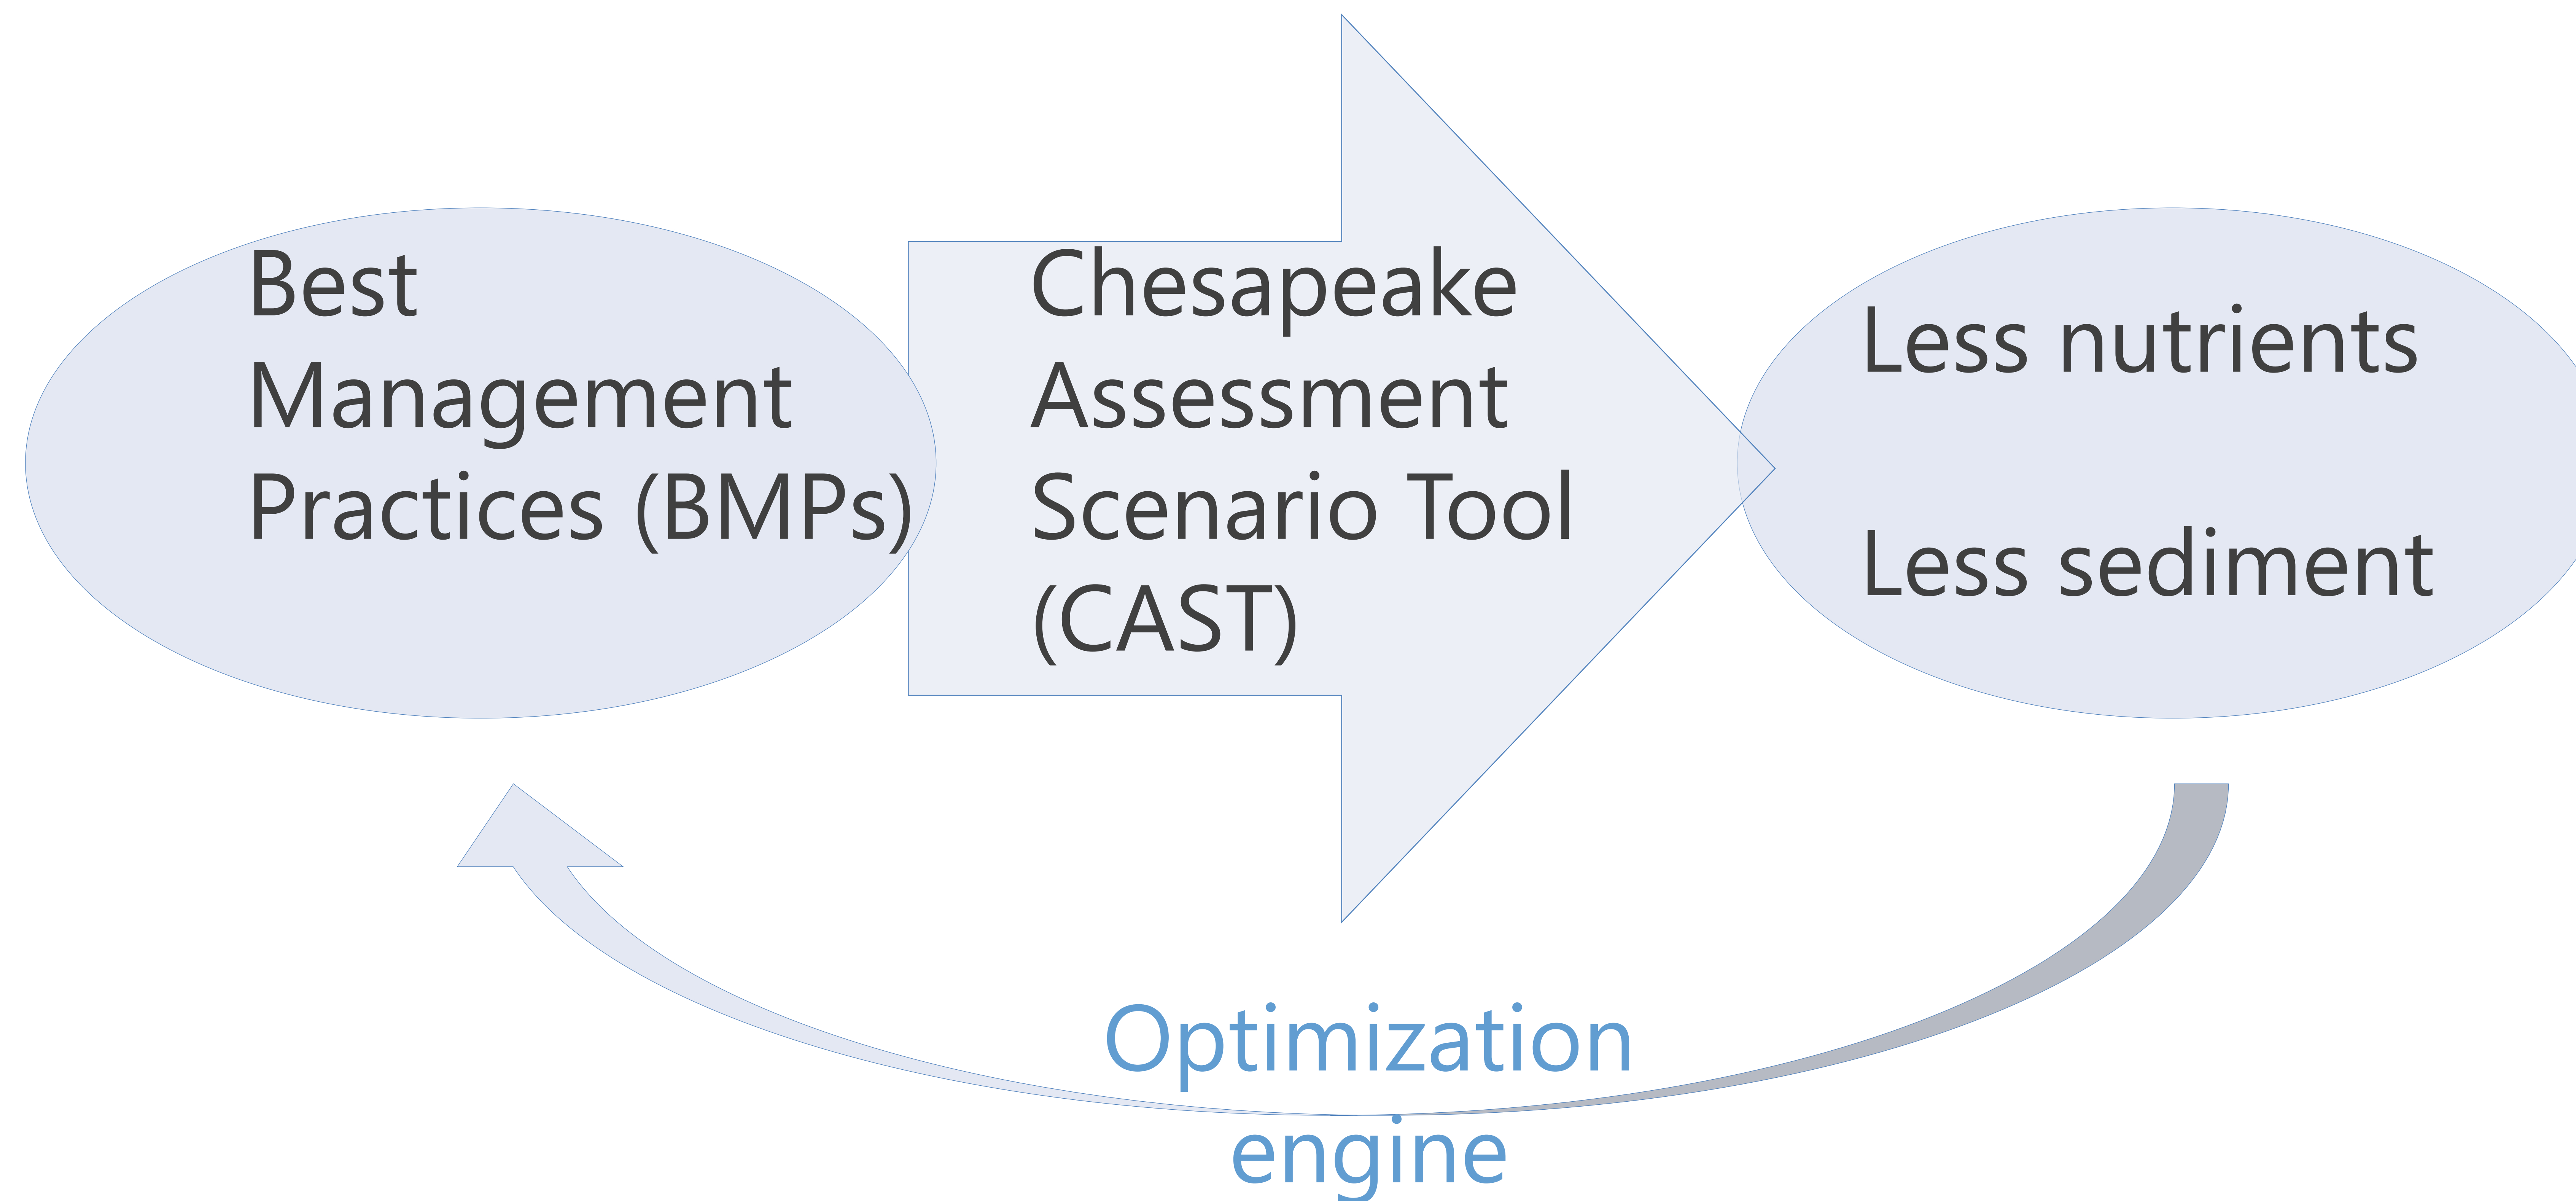 Best
Management
Practices (BMPs)
Chesapeake
Assessment
Scenario Tool
(CAST)
Less nutrients
Less sediment
Optimization
engine